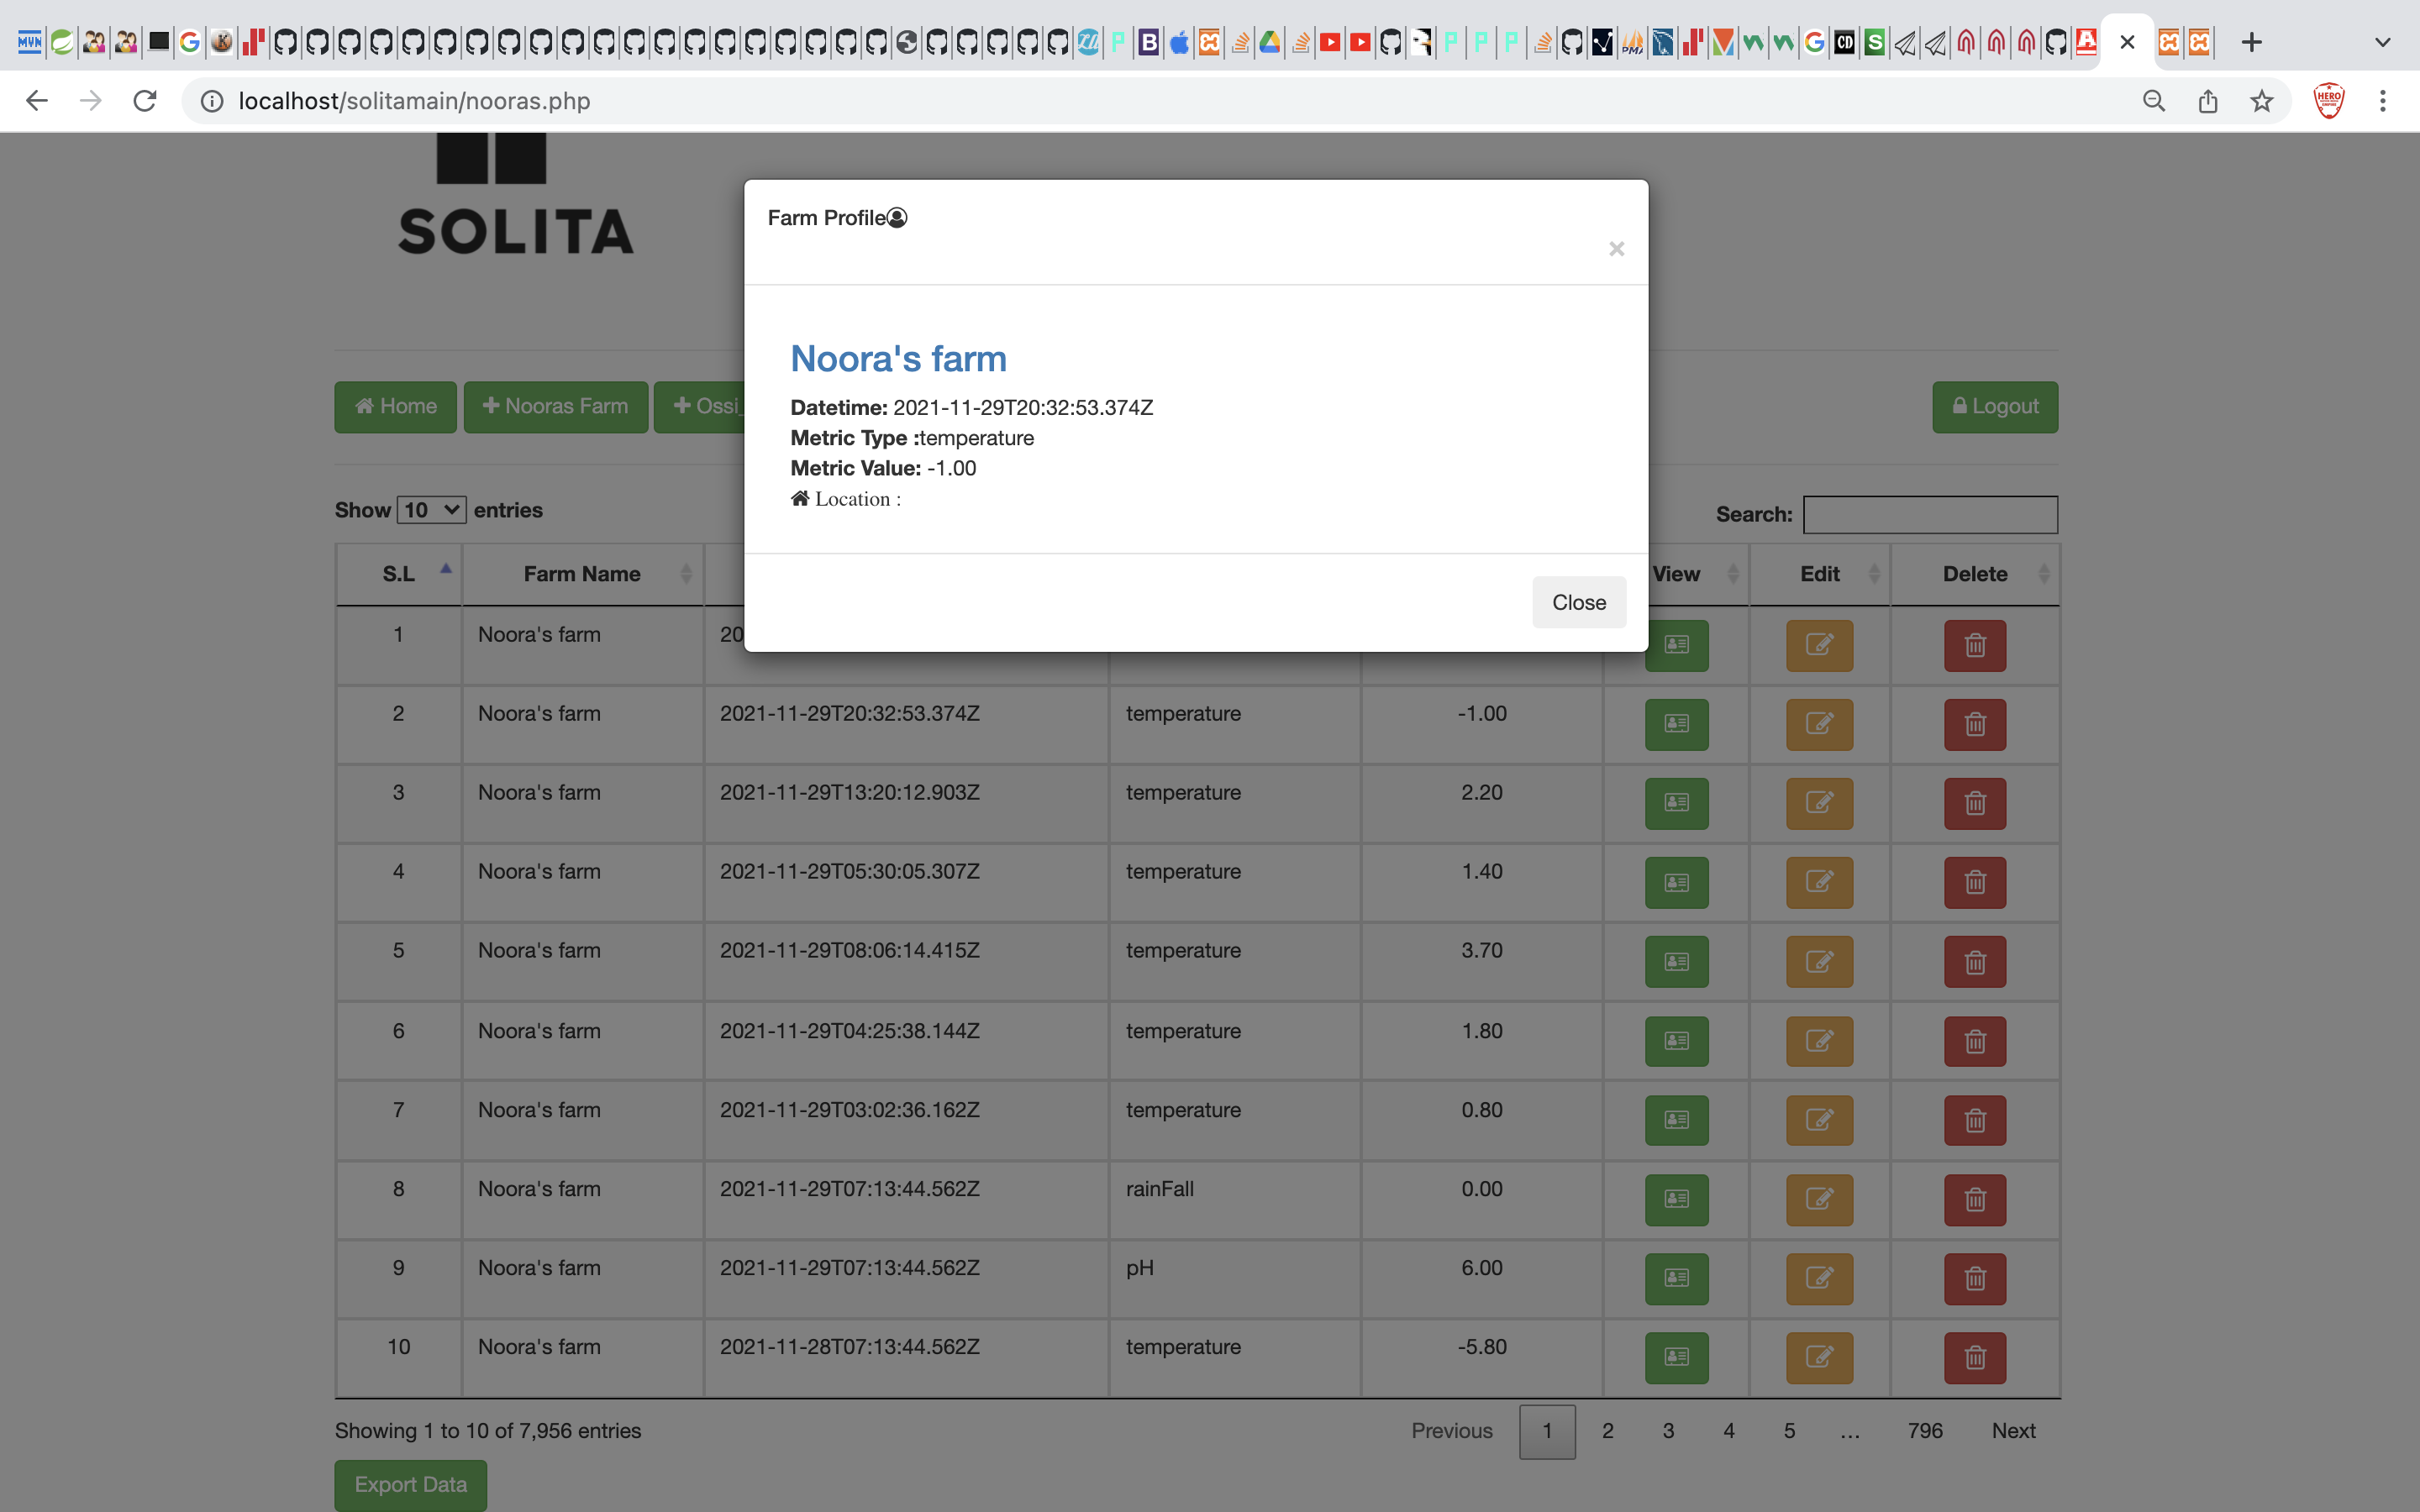 localhost/solitamain/nooras.php
SOLITA
Farm Profile
×
Noora's farm
Datetime: 2021-11-29T20:32:53.374Z
Metric Type :temperature
Metric Value: -1.00
Location :
Close
Home
Nooras Farm
Ossi_
Logout
Show 10 entries
Search:
S.L Farm Name View Edit Delete
1 Noora's farm 20
2 Noora's farm 2021-11-29T20:32:53.374Z temperature -1.00
3 Noora's farm 2021-11-29T13:20:12.903Z temperature 2.20
4 Noora's farm 2021-11-29T05:30:05.307Z temperature 1.40
5 Noora's farm 2021-11-29T08:06:14.415Z temperature 3.70
6 Noora's farm 2021-11-29T04:25:38.144Z temperature 1.80
7 Noora's farm 2021-11-29T03:02:36.162Z temperature 0.80
8 Noora's farm 2021-11-29T07:13:44.562Z rainFall 0.00
9 Noora's farm 2021-11-29T07:13:44.562Z pH 6.00
10 Noora's farm 2021-11-28T07:13:44.562Z temperature -5.80
Showing 1 to 10 of 7,956 entries
Previous 1 2 3 4 5 … 796 Next
Export Data